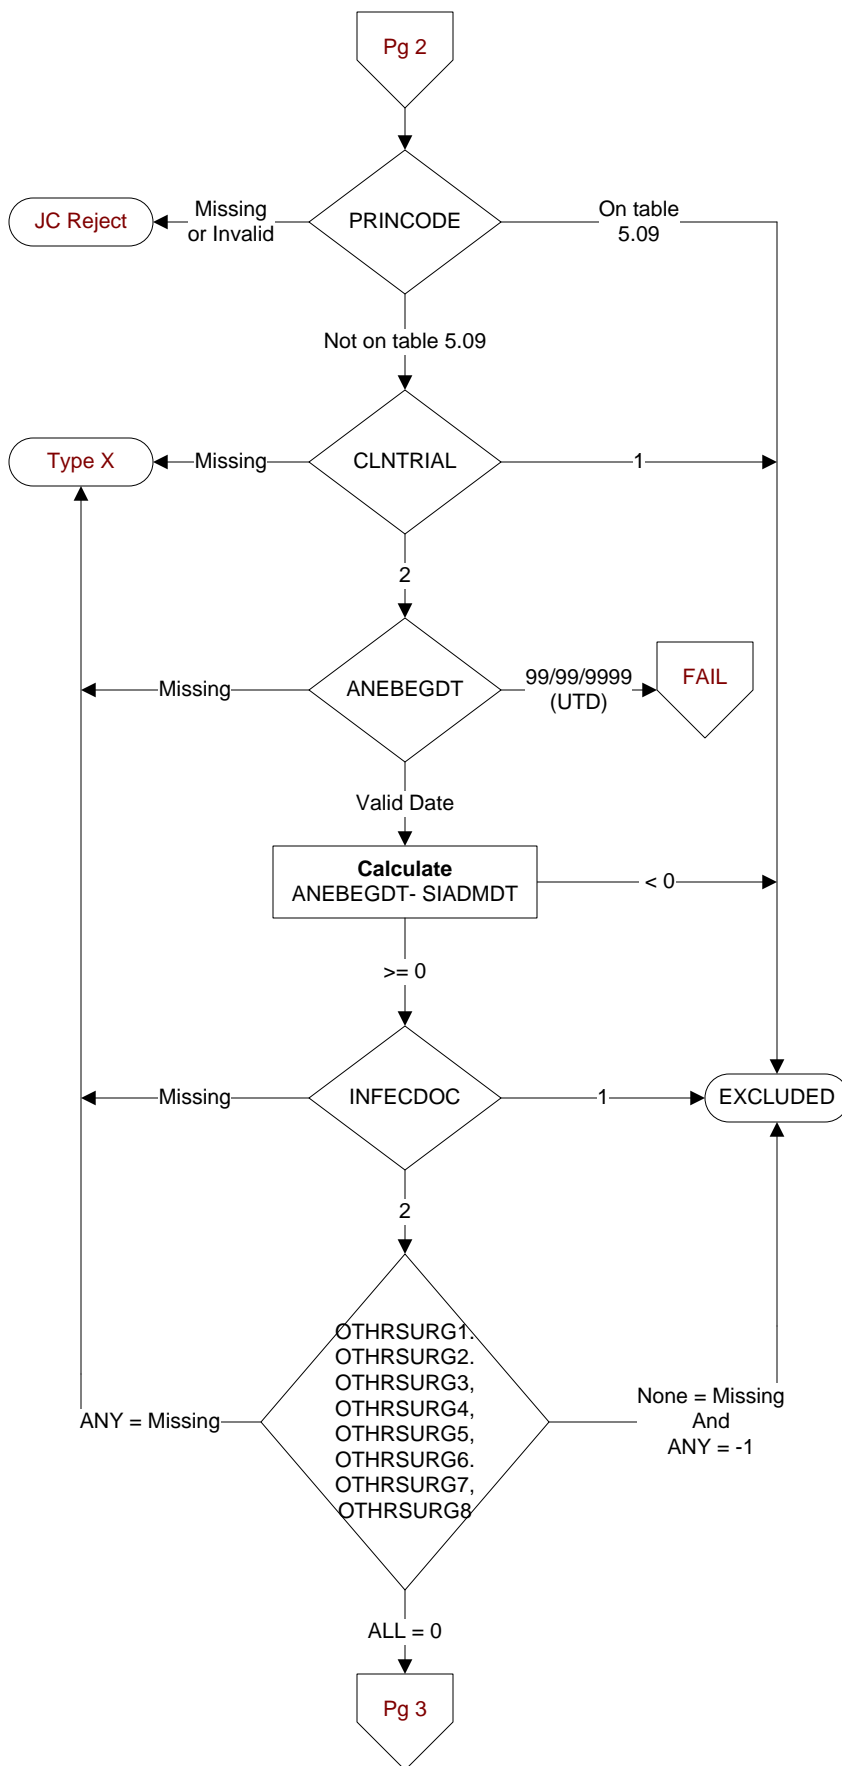 Pg 2
PRINCODE
JC Reject
Missing
or Invalid
On table
5.09
Not on table 5.09
CLNTRIAL
Type X
Missing
1
2
ANEBEGDT
Missing
99/99/9999
(UTD)
FAIL
Valid Date
Calculate
ANEBEGDT- SIADMDT
< 0
>= 0
INFECDOC
Missing
1
EXCLUDED
2
OTHRSURG1.
OTHRSURG2.
OTHRSURG3,
OTHRSURG4,
OTHRSURG5,
OTHRSURG6.
OTHRSURG7,
OTHRSURG8
ANY = Missing
None = Missing
And
ANY = -1
ALL = 0
Pg 3